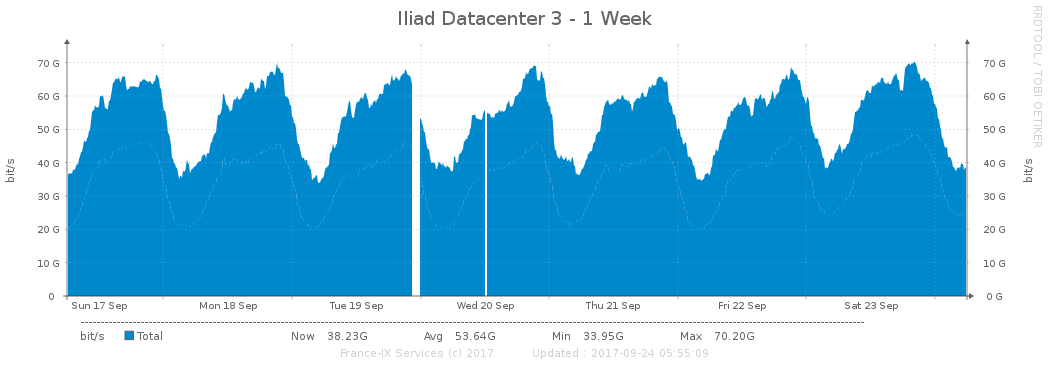 Iliad Datacenter 3 - 1 Week
RRDTOOL / TOBI OETIKER
bit/s
70 G 70 G
60 G 60 G
50 G 50 G
40 G 40 G
30 G 30 G
20 G 20 G
10 G 10 G
0 0 G
bit/s
Sun 17 Sep Mon 18 Sep Tue 19 Sep Wed 20 Sep Thu 21 Sep Fri 22 Sep Sat 23 Sep
bit/s Total Now 38.23G Avg 53.64G Min 33.95G Max 70.20G
France-IX Services (c) 2017 Updated : 2017-09-24 05:55:09